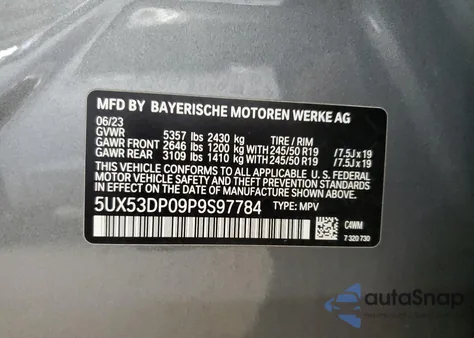 MFD BY BAYERISCHE MOTOREN WERKE AG
06/23
GVWR 5357 lbs 2430 kg TIRE / RIM
GAWR FRONT 2646 lbs 1200 kg WITH 245/50 R19 /7.5J x 19
GAWR REAR 3109 lbs 1410 kg WITH 245/50 R19 /7.5J x 19
THIS VEHICLE CONFORMS TO ALL APPLICABLE FEDERAL
MOTOR VEHICLE SAFETY, BUMPER, AND THEFT PREVENTION
STANDARDS IN EFFECT ON THE DATE OF MANUFACTURE
SHOWN ABOVE.
5UX53DP09P9S97784 TYPE: MPV
C4WM
7 320 730
autoSnap